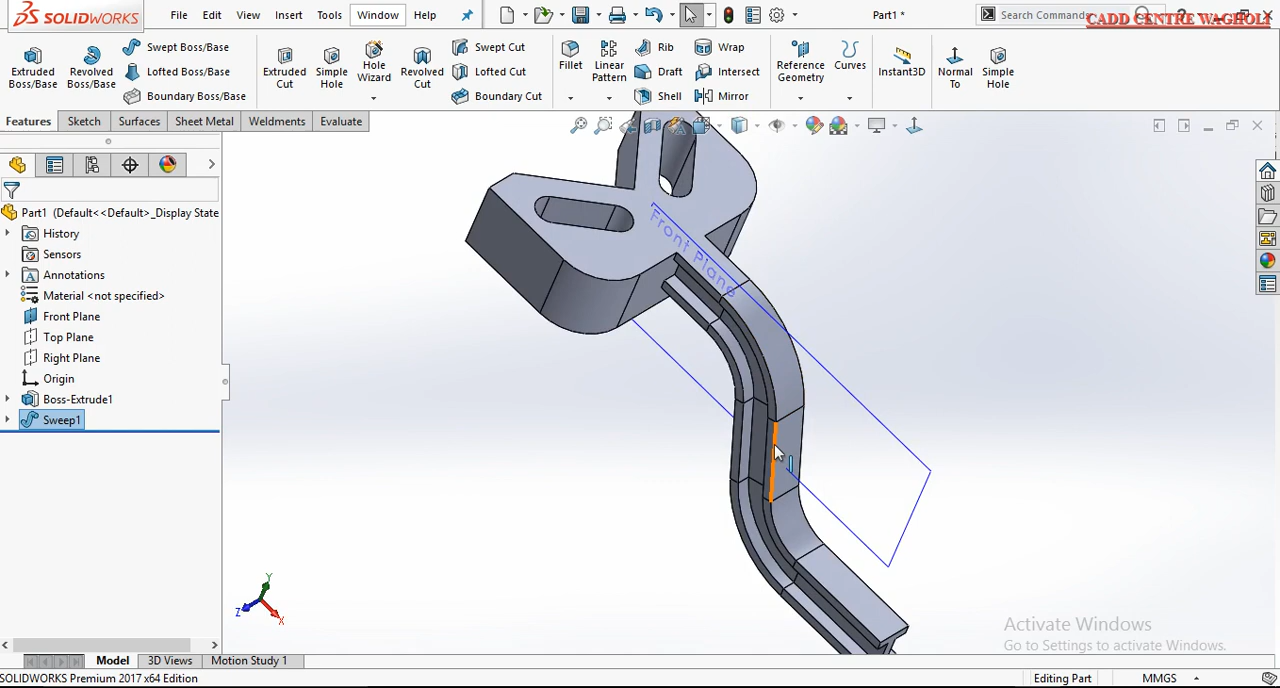 SOLIDWORKS
File
Edit
View
Insert
Tools
Window
Help
Part1 *
Search Commands
CADD CENTRE WAGHOLI
Extruded Boss/Base
Revolved Boss/Base
Swept Boss/Base
Lofted Boss/Base
Boundary Boss/Base
Extruded Cut
Simple Hole
Hole Wizard
Revolved Cut
Swept Cut
Lofted Cut
Boundary Cut
Fillet
Linear Pattern
Rib
Draft
Shell
Wrap
Intersect
Mirror
Reference Geometry
Curves
Instant3D
Normal To
Simple Hole
Features
Sketch
Surfaces
Sheet Metal
Weldments
Evaluate
Part1 (Default<<Default>_Display State
History
Sensors
Annotations
Material <not specified>
Front Plane
Top Plane
Right Plane
Origin
Boss-Extrude1
Sweep1
Front Plane
Y
Z
X
Activate Windows
Go to Settings to activate Windows.
Model
3D Views
Motion Study 1
SOLIDWORKS Premium 2017 x64 Edition
Editing Part
MMGS